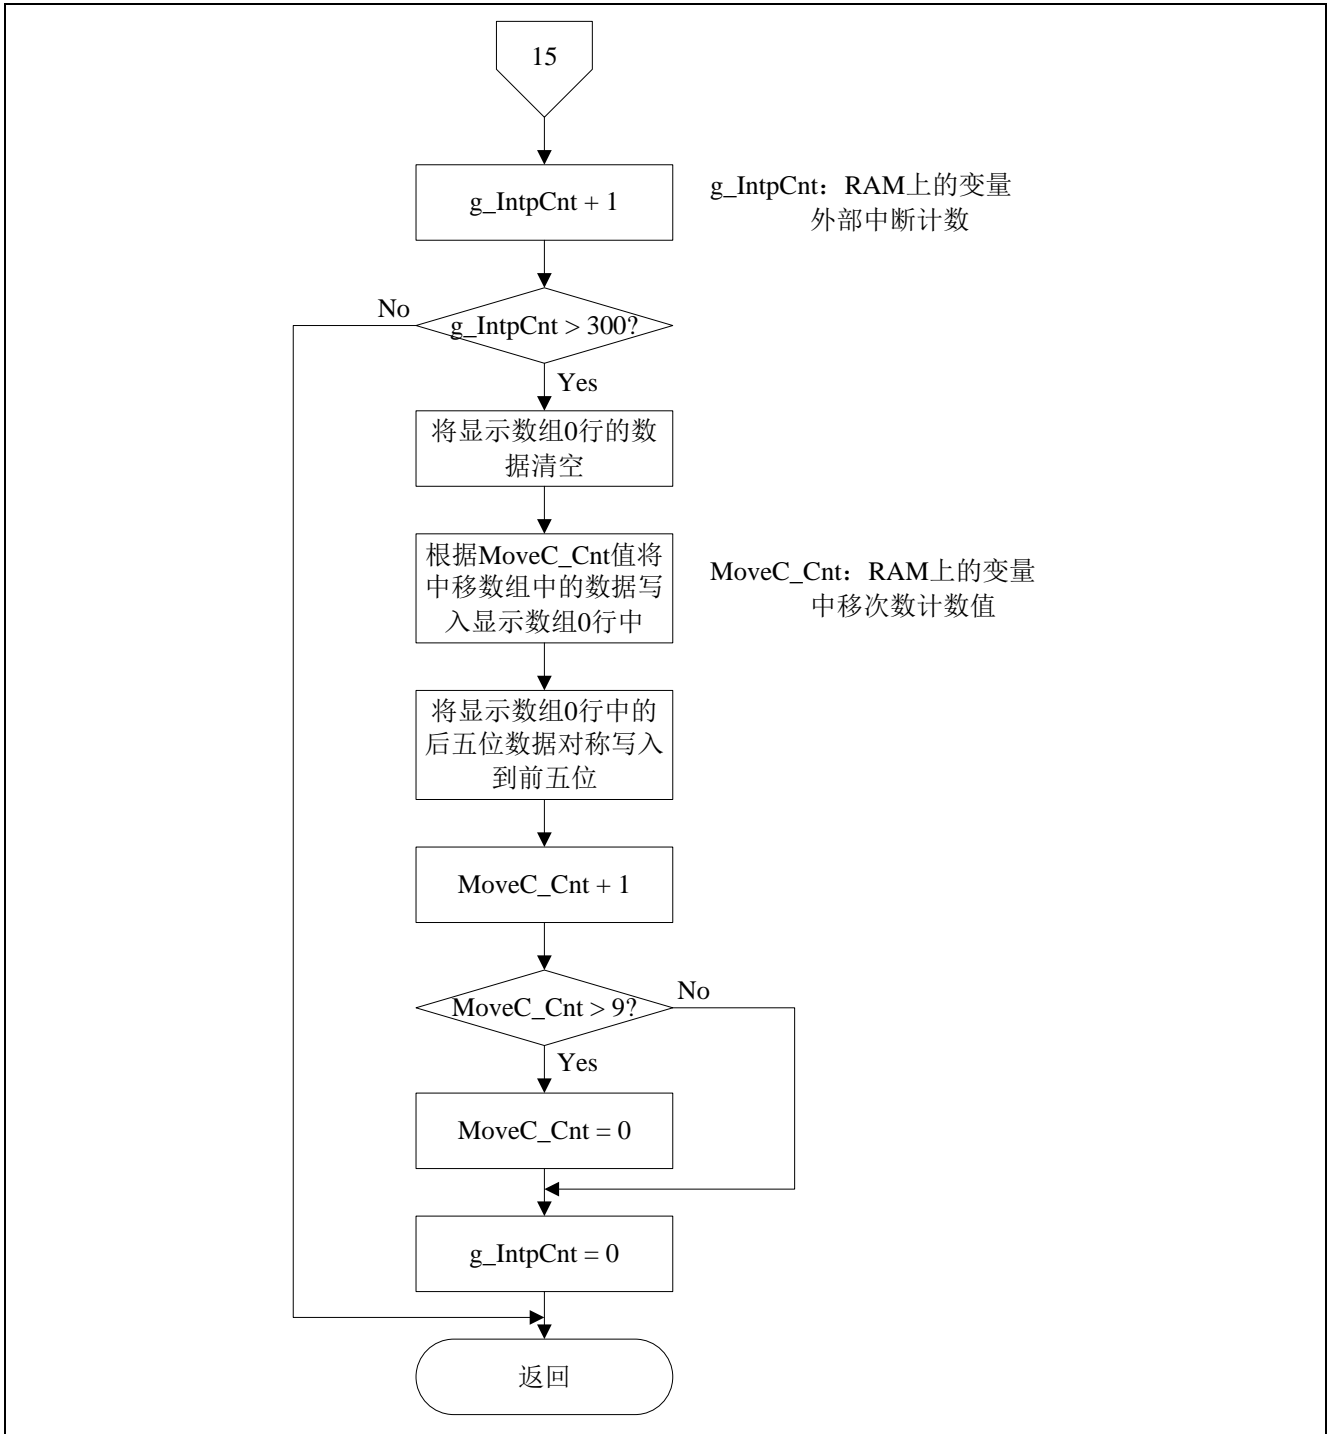 15
g_IntpCnt + 1
g_IntpCnt：RAM上的变量
外部中断计数
No
g_IntpCnt > 300?
Yes
将显示数组0行的数
据清空
根据MoveC_Cnt值将
中移数组中的数据写
入显示数组0行中
MoveC_Cnt：RAM上的变量
中移次数计数值
将显示数组0行中的
后五位数据对称写入
到前五位
MoveC_Cnt + 1
MoveC_Cnt > 9?
No
Yes
MoveC_Cnt = 0
g_IntpCnt = 0
返回